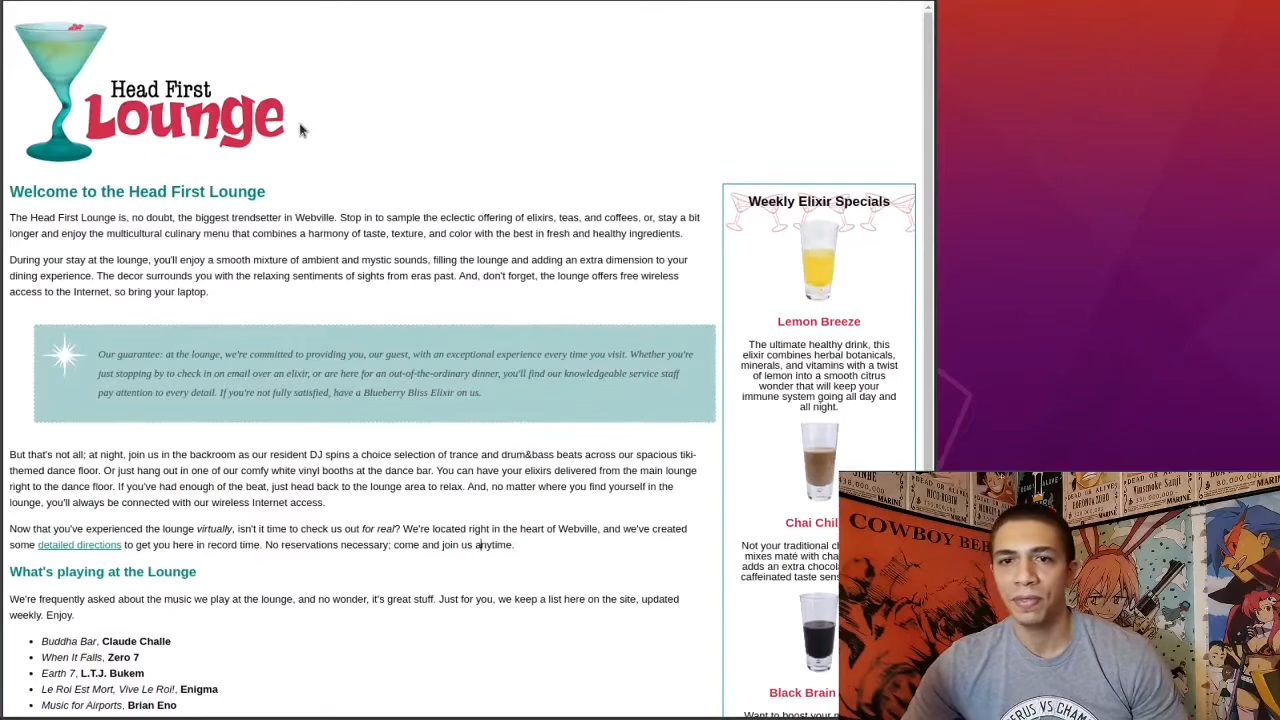 Head First
Lounge
Welcome to the Head First Lounge
The Head First Lounge is, no doubt, the biggest trendsetter in Webville. Stop in to sample the eclectic offering of elixirs, teas, and coffees, or, stay a bit
longer and enjoy the multicultural culinary menu that combines a harmony of taste, texture, and color with the best in fresh and healthy ingredients.
During your stay at the lounge, you'll enjoy a smooth mixture of ambient and mystic sounds, filling the lounge and adding an extra dimension to your
dining experience. The decor surrounds you with the relaxing sentiments of sights from eras past. And, don't forget, the lounge offers free wireless
access to the Internet, so bring your laptop.
Our guarantee: at the lounge, we're committed to providing you, our guest, with an exceptional experience every time you visit. Whether you're
just stopping by to check in on email over an elixir, or are here for an out-of-the-ordinary dinner, you'll find our knowledgeable service staff
pay attention to every detail. If you're not fully satisfied, have a Blueberry Bliss Elixir on us.
But that's not all; at night, join us in the backroom as our resident DJ spins a choice selection of trance and drum&bass beats across our spacious tiki-
themed dance floor. Or just hang out in one of our comfy white vinyl booths at the dance bar. You can have your elixirs delivered from the main lounge
right to the dance floor. If you've had enough of the beat, just head back to the lounge area to relax. And, no matter where you find yourself in the
lounge, you'll always be connected with our wireless Internet access.
Now that you've experienced the lounge virtually, isn't it time to check us out for real? We're located right in the heart of Webville, and we've created
some detailed directions to get you here in record time. No reservations necessary; come and join us anytime.
What's playing at the Lounge
We're frequently asked about the music we play at the lounge, and no wonder, it's great stuff. Just for you, we keep a list here on the site, updated
weekly. Enjoy.
Buddha Bar, Claude Challe
When It Falls, Zero 7
Earth 7, L.T.J. Bukem
Le Roi Est Mort, Vive Le Roi!, Enigma
Music for Airports, Brian Eno
Weekly Elixir Specials
Lemon Breeze
The ultimate healthy drink, this
elixir combines herbal botanicals,
minerals, and vitamins with a twist
of lemon into a smooth citrus
wonder that will keep your
immune system going all day and
all night.
Chai Chil
Not your traditional
mixes maté with
adds an extra
caffeinated taste
Black Brain
Want to boost your
COWBOY
MARINE
MARINE
VS